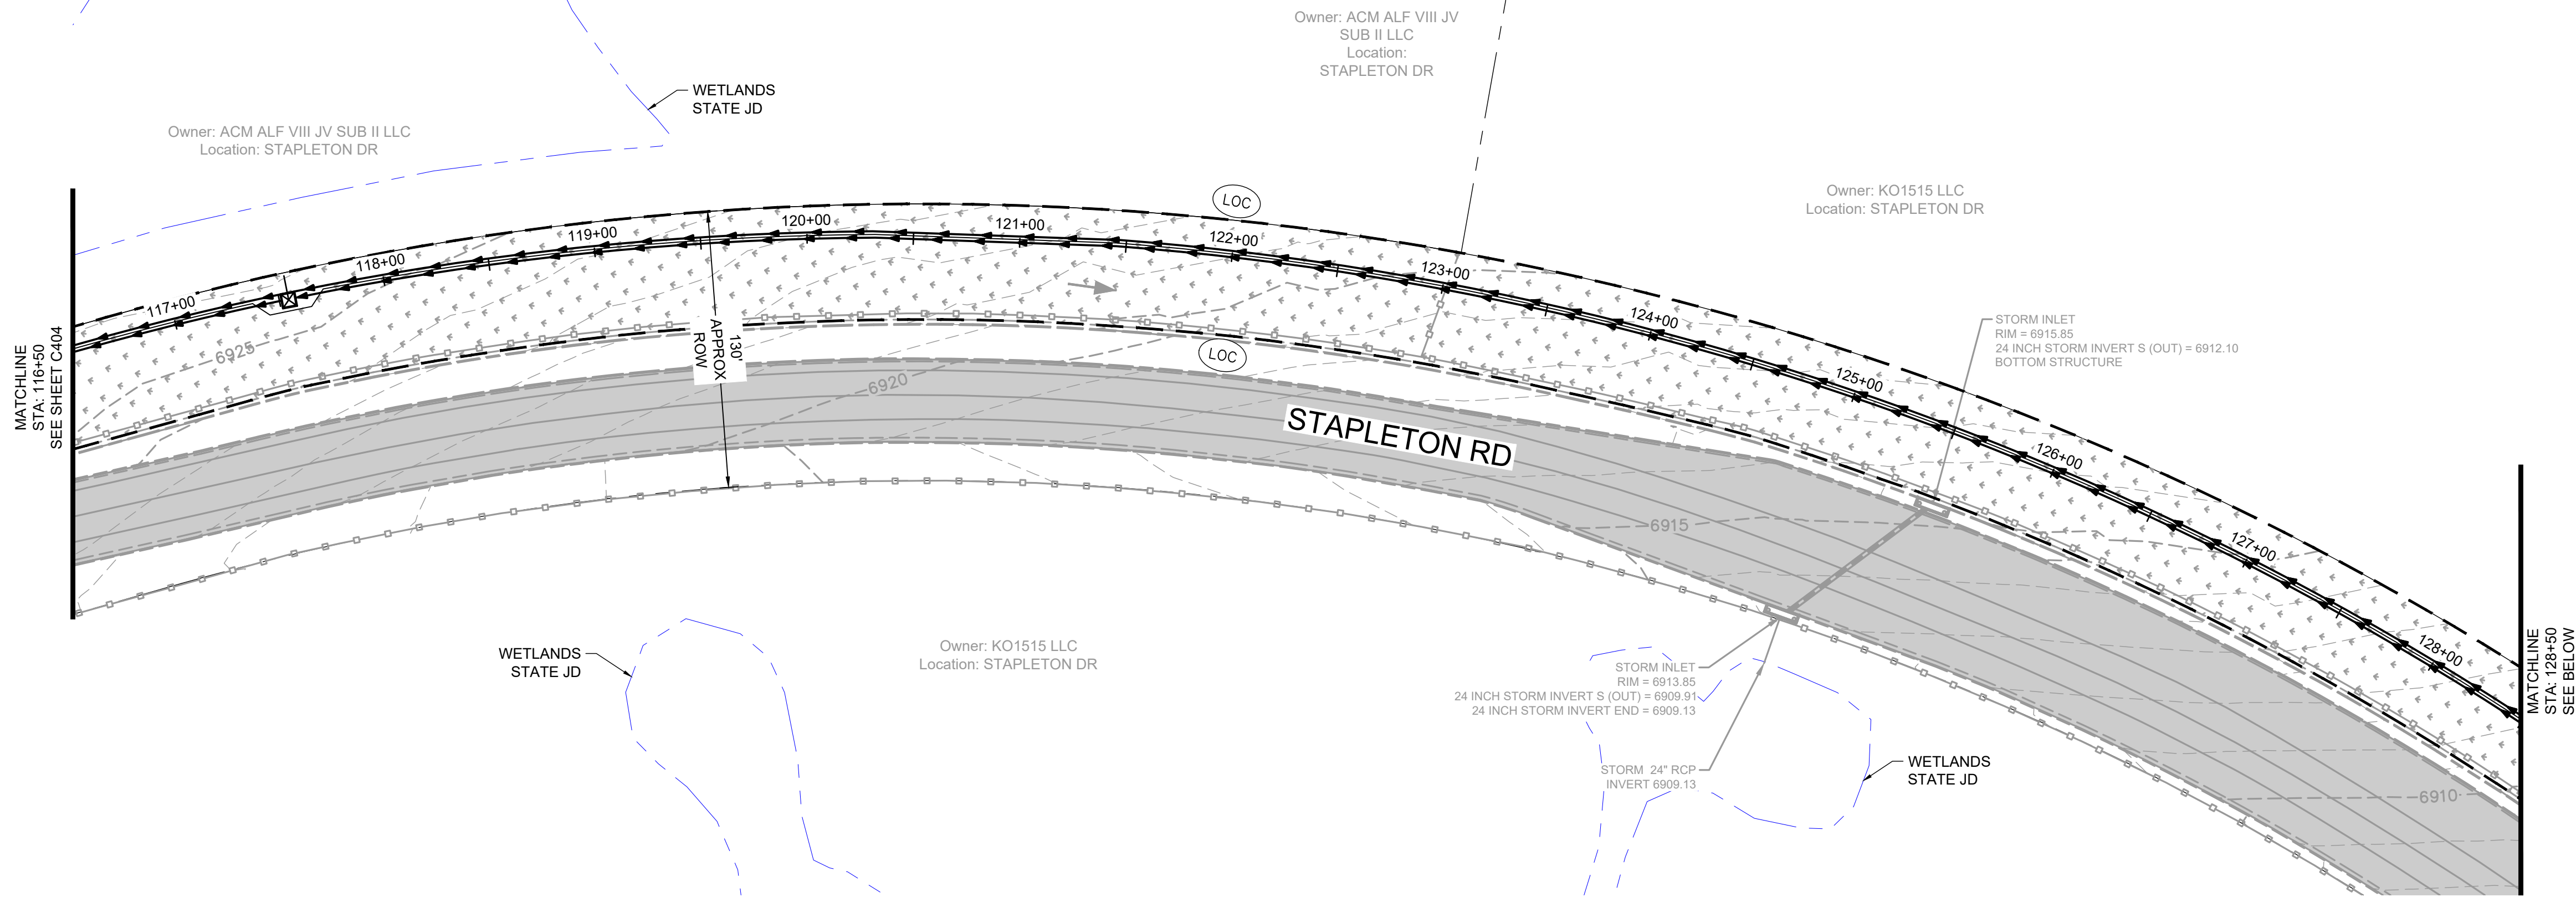 Owner: ACM ALF VIII JV
SUB II LLC
Location:
STAPLETON DR
WETLANDS
STATE JD
Owner: ACM ALF VIII JV SUB II LLC
Location: STAPLETON DR
Owner: KO1515 LLC
Location: STAPLETON DR
LOC
117+00
118+00
119+00
120+00
121+00
122+00
123+00
124+00
125+00
126+00
127+00
128+00
MATCHLINE
STA: 116+50
SEE SHEET C404
6925
130'
APPROX
ROW
LOC
6920
STAPLETON RD
STORM INLET
RIM = 6915.85
24 INCH STORM INVERT S (OUT) = 6912.10
BOTTOM STRUCTURE
6915
WETLANDS
STATE JD
Owner: KO1515 LLC
Location: STAPLETON DR
STORM INLET
RIM = 6913.85
24 INCH STORM INVERT S (OUT) = 6909.91
24 INCH STORM INVERT END = 6909.13
STORM 24" RCP
INVERT 6909.13
WETLANDS
STATE JD
6910
MATCHLINE
STA: 128+50
SEE BELOW